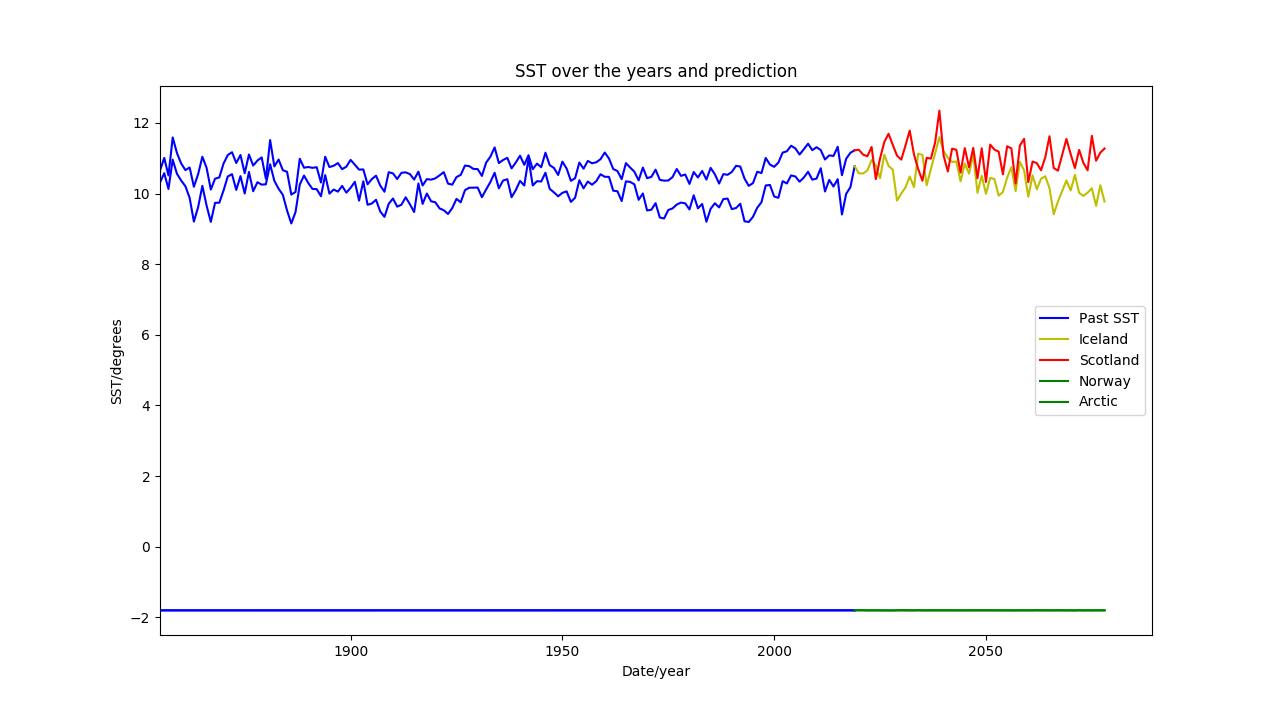 SST over the years and prediction
12
10
8
6
4
2
0
−2
SST/degrees
1900
1950
2000
2050
Date/year
Past SST
Iceland
Scotland
Norway
Arctic